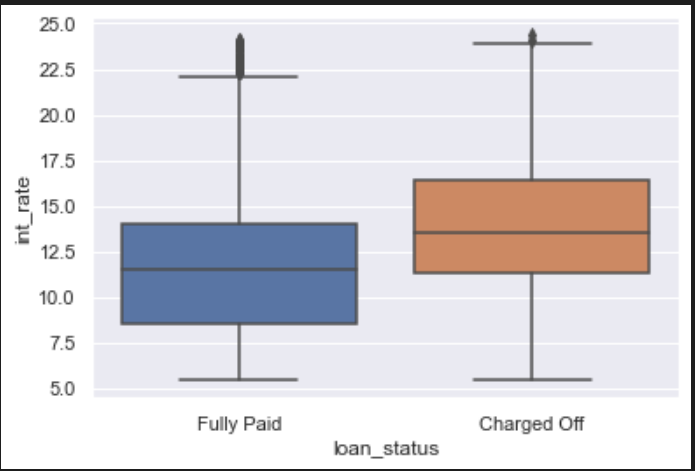 25.0
22.5
20.0
17.5
15.0
12.5
10.0
7.5
5.0
int_rate
Fully Paid
Charged Off
loan_status